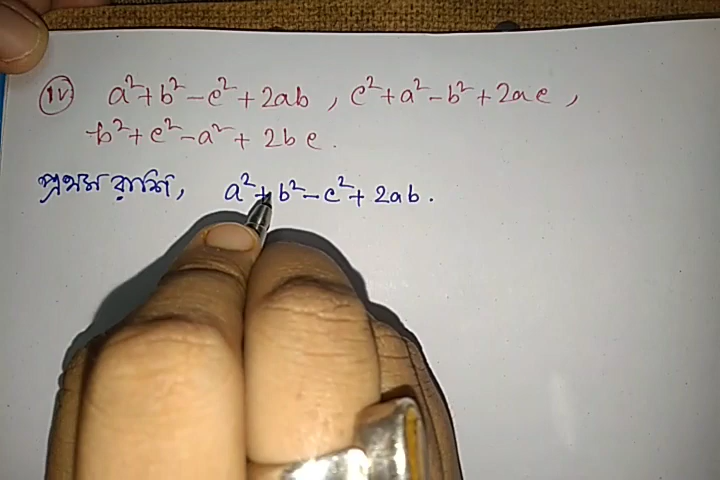 (iv) a²+b²-c²+2ab, c²+a²-b²+2ac,
b²+c²-a²+2bc.
প্রথম রাশি, a²+b²-c²+2ab.